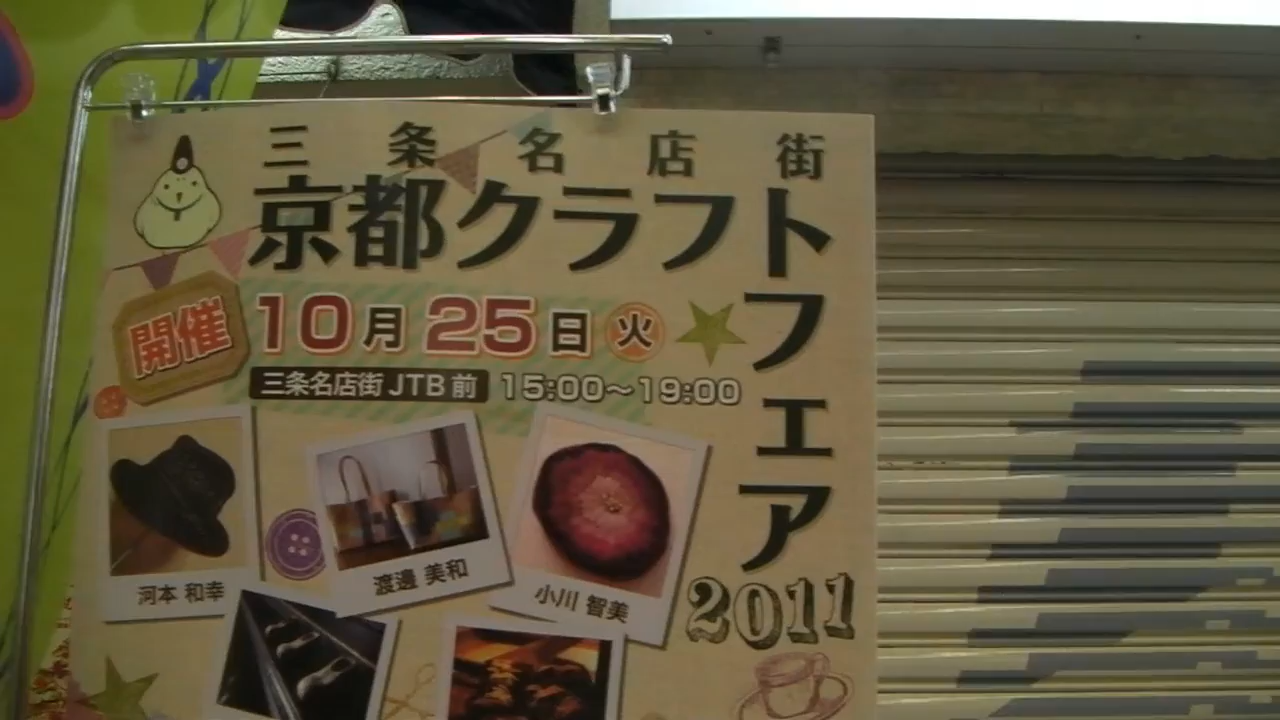 三条名店街
京都クラフトフェア
2011
開催
10月25日火
三条名店街JTB前 15:00〜19:00
河本 和幸
渡邊 美和
小川 智美